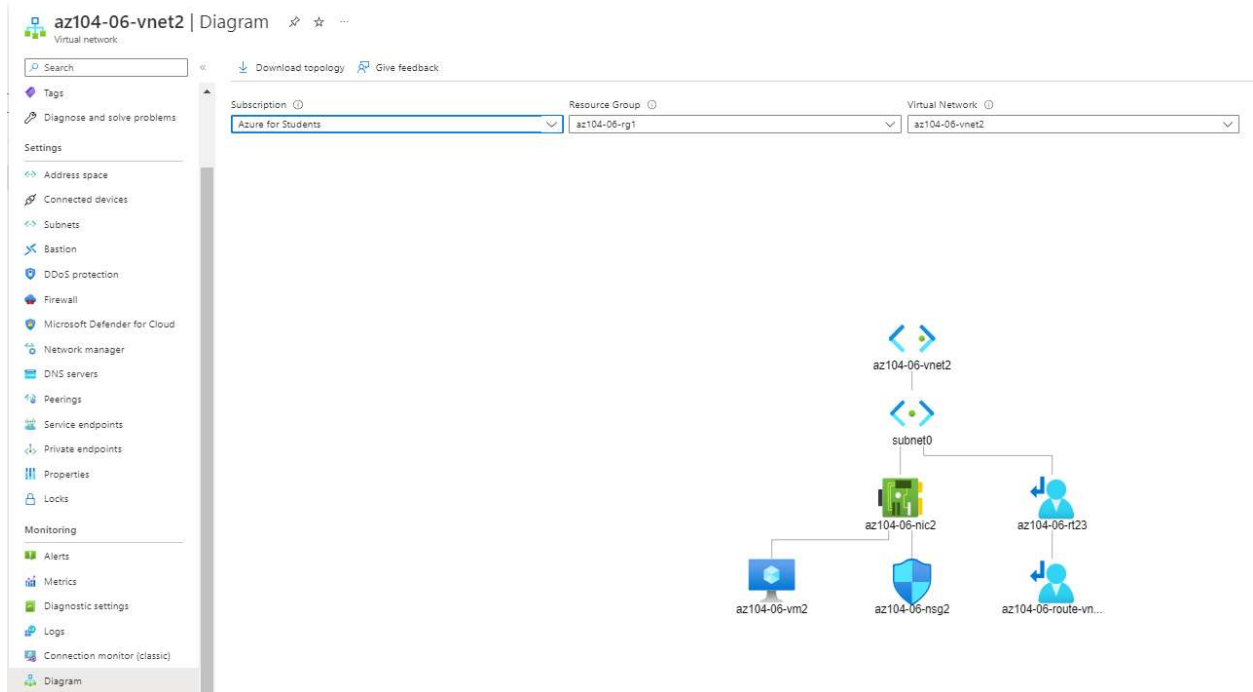 az104-06-vnet2 | Diagram ...
Virtual network
Search «
Download topology Give feedback
Tags
Diagnose and solve problems
Settings
Address space
Connected devices
Subnets
Bastion
DDoS protection
Firewall
Microsoft Defender for Cloud
Network manager
DNS servers
Peerings
Service endpoints
Private endpoints
Properties
Locks
Monitoring
Alerts
Metrics
Diagnostic settings
Logs
Connection monitor (classic)
Diagram
Subscription
Resource Group
Virtual Network
Azure for Students
az104-06-rg1
az104-06-vnet2
az104-06-vnet2
subnet0
az104-06-nic2
az104-06-rt23
az104-06-vm2
az104-06-nsg2
az104-06-route-vn...